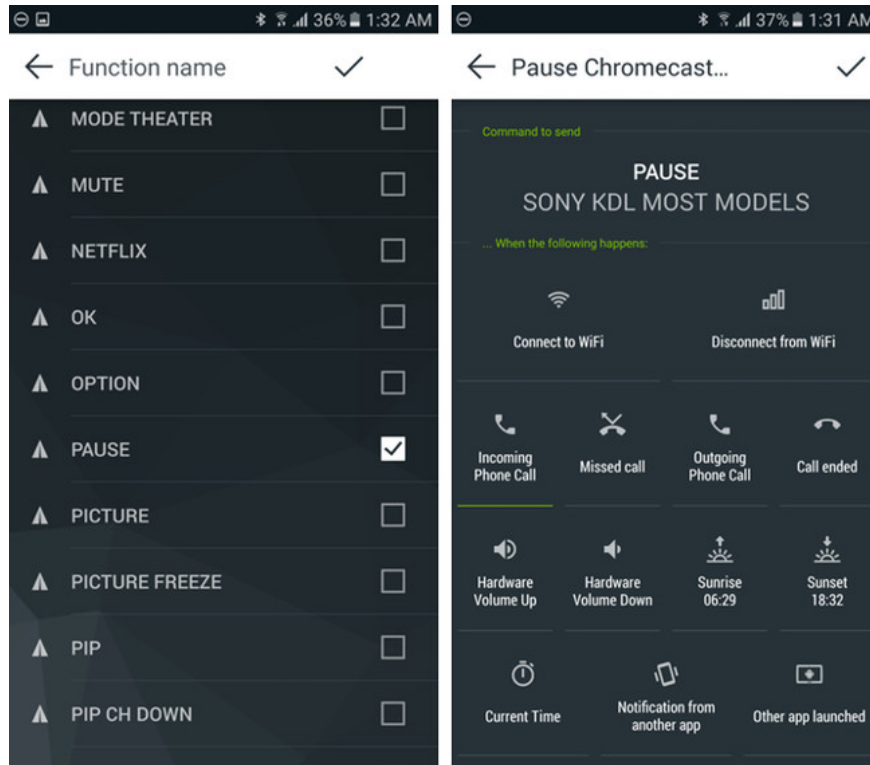 36% 1:32 AM
Function name
MODE THEATER
MUTE
NETFLIX
OK
OPTION
PAUSE
PICTURE
PICTURE FREEZE
PIP
PIP CH DOWN
37% 1:31 AM
Pause Chromecast...
Command to send
PAUSE
SONY KDL MOST MODELS
... When the following happens:
Connect to WiFi
Disconnect from WiFi
Incoming
Phone Call
Missed call
Outgoing
Phone Call
Call ended
Hardware
Volume Up
Hardware
Volume Down
Sunrise
06:29
Sunset
18:32
Current Time
Notification from
another app
Other app launched